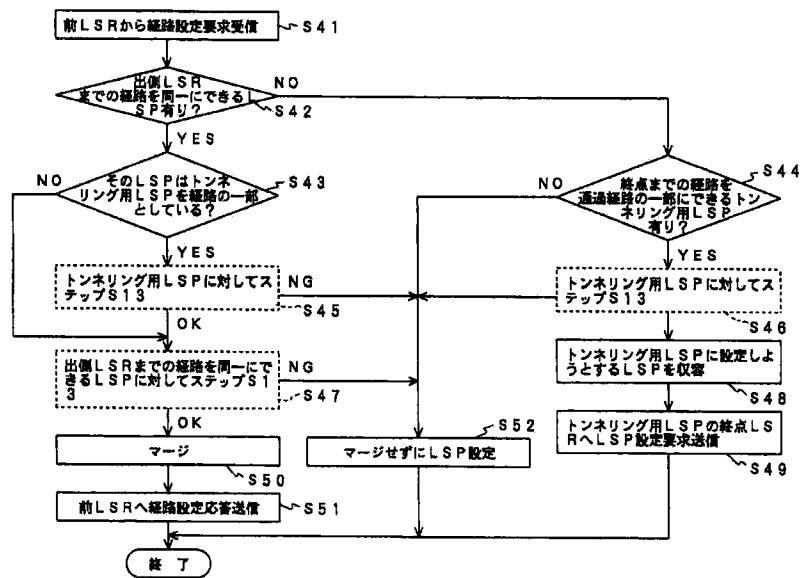 前LSRから経路設定要求受信
S41
出側LSR
までの経路を同一にできるL
SP有り?
S42
NO
YES
そのLSPはトンネ
リング用LSPを経路の一部
としている?
S43
NO
YES
終点までの経路を
通過経路の一部にできるトン
ネリング用LSP
有り?
S44
NO
YES
トンネリング用LSPに対してス
テップS13
S45
NG
OK
トンネリング用LSPに対してス
テップS13
S46
出側LSRまでの経路を同一にで
きるLSPに対してステップS1
3
S47
NG
OK
トンネリング用LSPに設定しよ
うとするLSPを収容
S48
トンネリング用LSPの終点LS
RへLSP設定要求送信
S49
マージ
S50
マージせずにLSP設定
S52
前LSRへ経路設定応答送信
S51
終 了